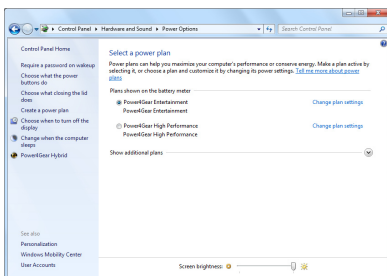 Control Panel ▸ Hardware and Sound ▸ Power Options
Search Control Panel
Control Panel Home
Require a password on wakeup
Choose what the power
buttons do
Choose what closing the lid
does
Create a power plan
Choose when to turn off the
display
Change when the computer
sleeps
Power4Gear Hybrid
See also
Personalization
Windows Mobility Center
User Accounts
Select a power plan
Power plans can help you maximize your computer's performance or conserve energy. Make a plan active by
selecting it, or choose a plan and customize it by changing its power settings. Tell me more about power
plans
Plans shown on the battery meter
Power4Gear Entertainment Change plan settings
Power4Gear Entertainment
Power4Gear High Performance Change plan settings
Power4Gear High Performance
Show additional plans
Screen brightness: